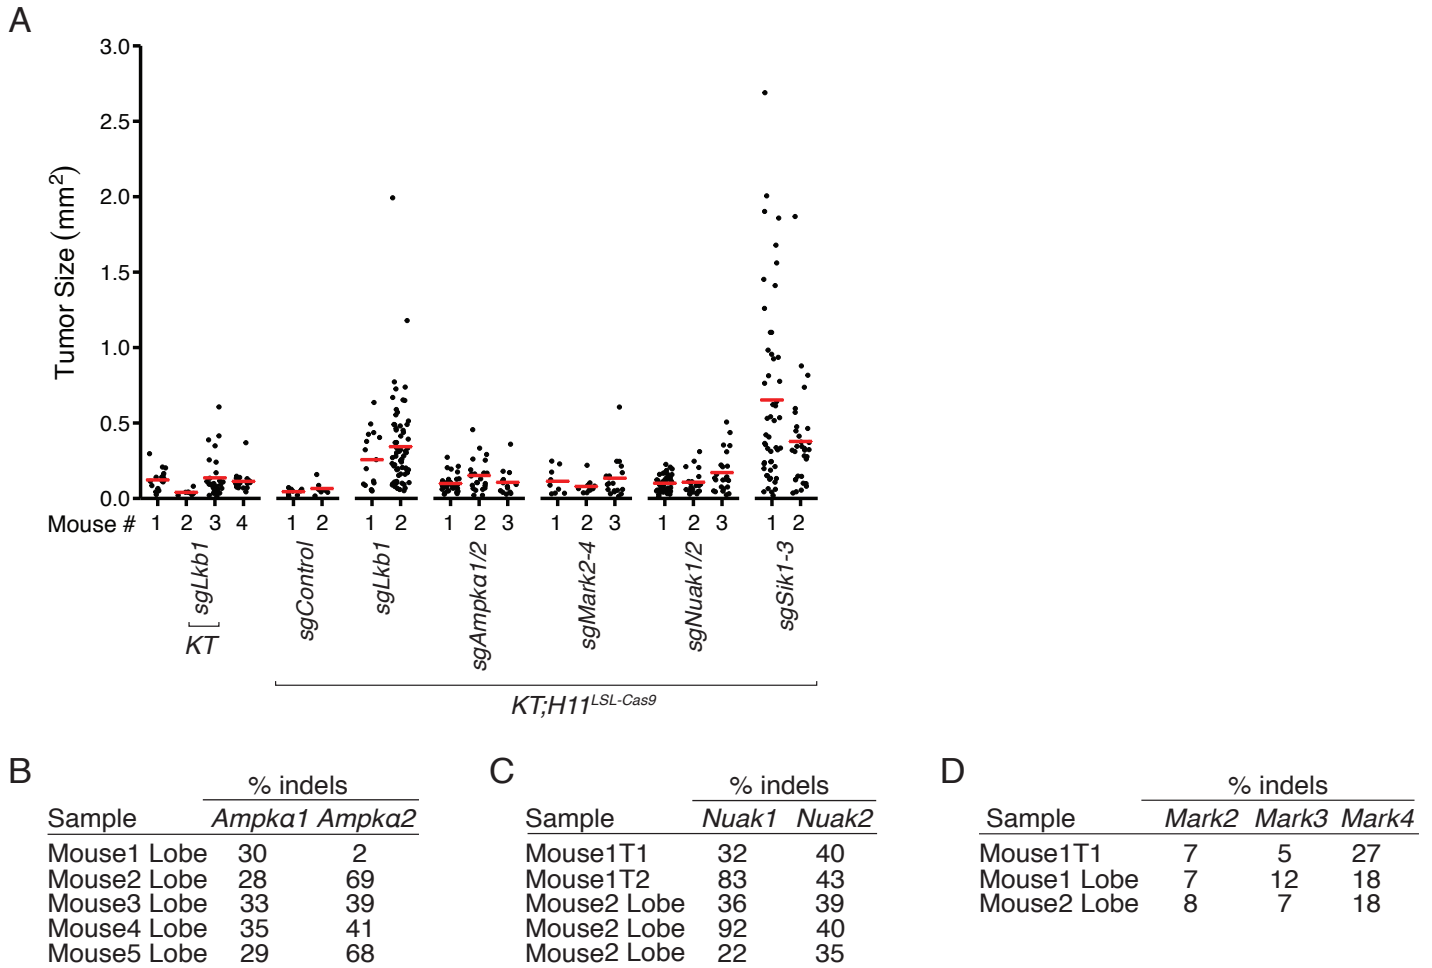 A
3.0
2.5
2.0
1.5
1.0
0.5
0.0
Tumor Size (mm2)
Mouse # 1 2 3 4 1 2 1 2 1 2 3 1 2 3 1 2 3 1 2
sgLkb1 sgControl sgLkb1 sgAmpkα1/2 sgMark2-4 sgNuak1/2 sgSik1-3
KT
KT;H11LSL-Cas9
B
% indels
Sample Ampkα1 Ampkα2
Mouse1 Lobe 30 2
Mouse2 Lobe 28 69
Mouse3 Lobe 33 39
Mouse4 Lobe 35 41
Mouse5 Lobe 29 68
C
% indels
Sample Nuak1 Nuak2
Mouse1T1 32 40
Mouse1T2 83 43
Mouse2 Lobe 36 39
Mouse2 Lobe 92 40
Mouse2 Lobe 22 35
D
% indels
Sample Mark2 Mark3 Mark4
Mouse1T1 7 5 27
Mouse1 Lobe 7 12 18
Mouse2 Lobe 8 7 18